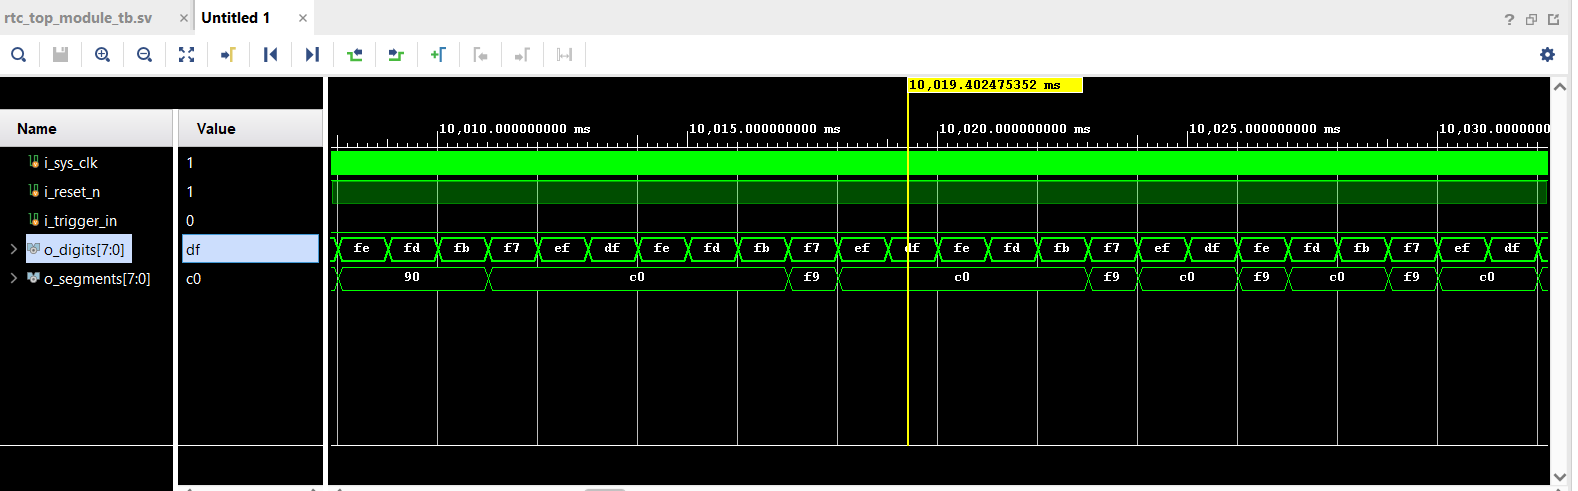 rtc_top_module_tb.sv × Untitled 1 ×
?
10,019.402475352 ms
Name Value
10,010.000000000 ms 10,015.000000000 ms 10,020.000000000 ms 10,025.000000000 ms 10,030.0000000
i_sys_clk 1
i_reset_n 1
i_trigger_in 0
o_digits[7:0] df fe fd fb f7 ef df fe fd fb f7 ef df fe fd fb f7 ef df fe fd fb f7 ef df
o_segments[7:0] c0 90 c0 f9 c0 f9 c0 f9 c0 f9 c0